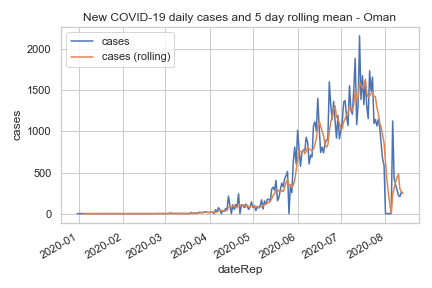 New COVID-19 daily cases and 5 day rolling mean - Oman
cases
cases (rolling)
2000
1500
1000
500
0
cases
2020-01
2020-02
2020-03
2020-04
2020-05
2020-06
2020-07
2020-08
dateRep